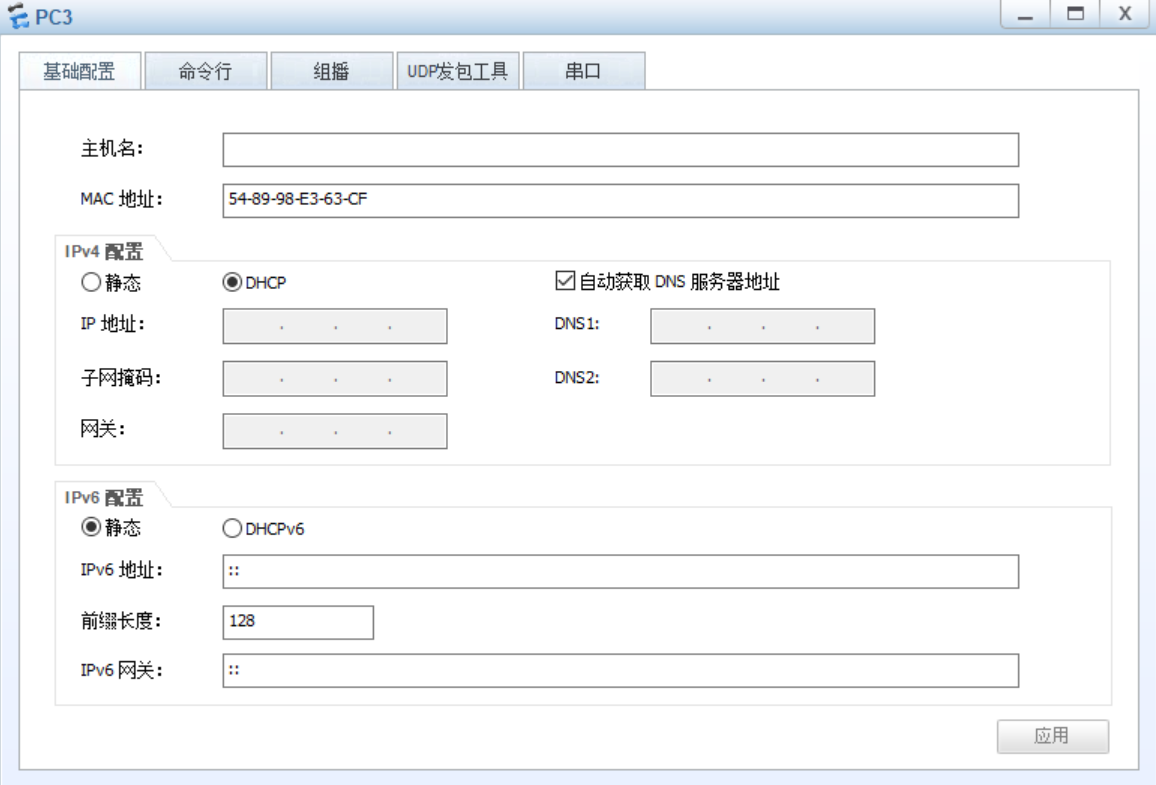 PC3
基础配置 命令行 组播 UDP发包工具 串口
主机名：
MAC 地址： 54-89-98-E3-63-CF
IPv4 配置
静态 DHCP 自动获取 DNS 服务器地址
IP 地址： . . . DNS1: . . .
子网掩码： . . . DNS2: . . .
网关： . . .
IPv6 配置
静态 DHCPv6
IPv6 地址： ::
前缀长度： 128
IPv6 网关： ::
应用